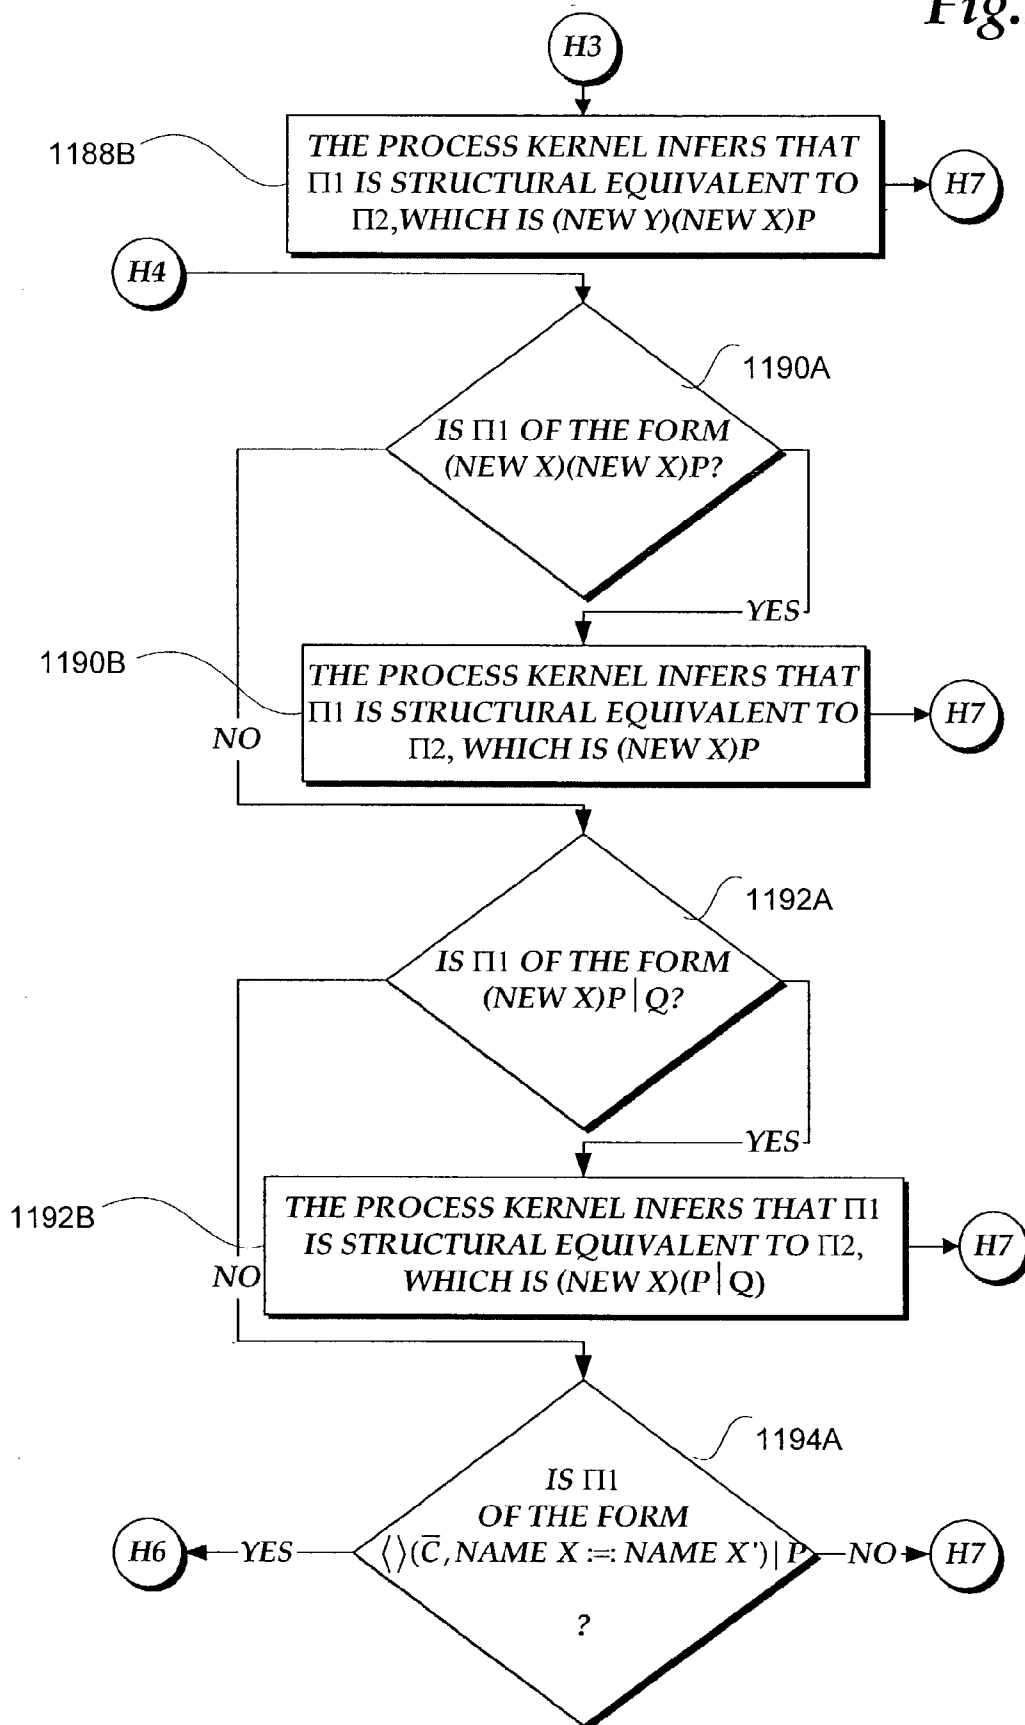 Fig.
H3
1188B
THE PROCESS KERNEL INFERS THAT
Π1 IS STRUCTURAL EQUIVALENT TO
Π2,WHICH IS (NEW Y)(NEW X)P
H7
H4
1190A
IS Π1 OF THE FORM
(NEW X)(NEW X)P?
YES
1190B
THE PROCESS KERNEL INFERS THAT
Π1 IS STRUCTURAL EQUIVALENT TO
Π2, WHICH IS (NEW X)P
H7
NO
1192A
IS Π1 OF THE FORM
(NEW X)P|Q?
YES
1192B
THE PROCESS KERNEL INFERS THAT Π1
IS STRUCTURAL EQUIVALENT TO Π2,
WHICH IS (NEW X)(P|Q)
H7
NO
1194A
IS Π1
OF THE FORM
⟨⟩(C̅,NAME X :=: NAME X')|P
?
H6
YES
NO
H7